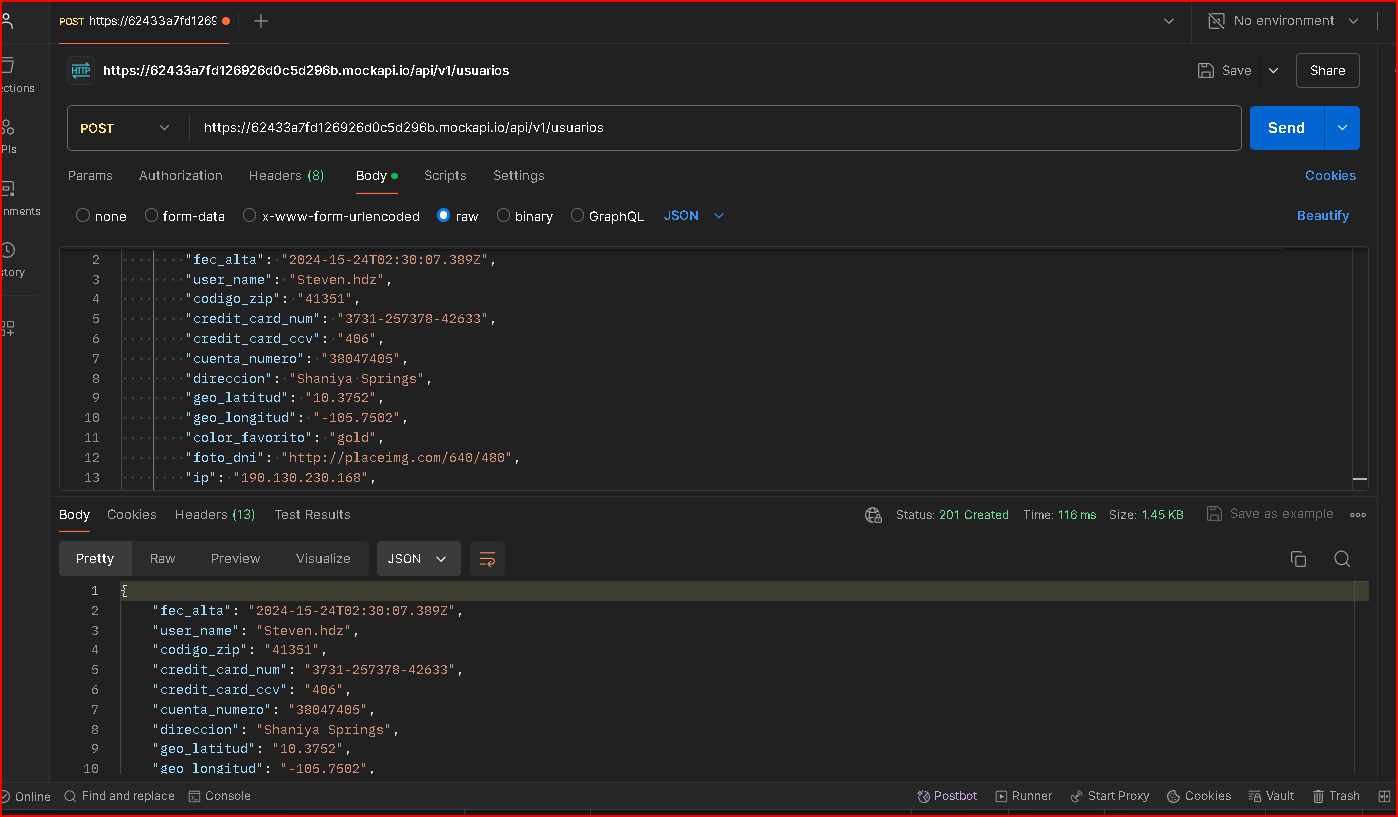 POST https://62433a7fd1269
No environment
HTTP https://62433a7fd126926d0c5d296b.mockapi.io/api/v1/usuarios Save Share
ections
PIs
nments
story
POST https://62433a7fd126926d0c5d296b.mockapi.io/api/v1/usuarios Send
Params Authorization Headers (8) Body Scripts Settings Cookies
none form-data x-www-form-urlencoded raw binary GraphQL JSON Beautify
2 "fec_alta": "2024-15-24T02:30:07.389Z",
3 "user_name": "Steven.hdz",
4 "codigo_zip": "41351",
5 "credit_card_num": "3731-257378-42633",
6 "credit_card_ccv": "406",
7 "cuenta_numero": "38047405",
8 "direccion": "Shaniya Springs",
9 "geo_latitud": "10.3752",
10 "geo_longitud": "-105.7502",
11 "color_favorito": "gold",
12 "foto_dni": "http://placeimg.com/640/480",
13 "ip": "190.130.230.168",
Body Cookies Headers (13) Test Results Status: 201 Created Time: 116 ms Size: 1.45 KB Save as example
Pretty Raw Preview Visualize JSON
1 {
2 "fec_alta": "2024-15-24T02:30:07.389Z",
3 "user_name": "Steven.hdz",
4 "codigo_zip": "41351",
5 "credit_card_num": "3731-257378-42633",
6 "credit_card_ccv": "406",
7 "cuenta_numero": "38047405",
8 "direccion": "Shaniya Springs",
9 "geo_latitud": "10.3752",
10 "geo_longitud": "-105.7502",
Online Find and replace Console Postbot Runner Start Proxy Cookies Vault Trash